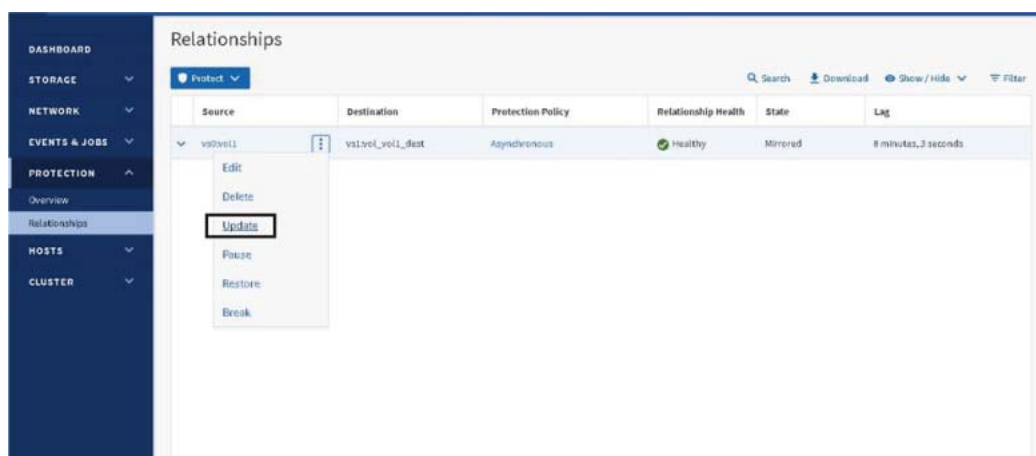 Relationships
DASHBOARD
STORAGE
NETWORK
EVENTS & JOBS
PROTECTION
Overview
Relationships
HOSTS
CLUSTER
Protect
Search Download Show / Hide Filter
Source Destination Protection Policy Relationship Health State Lag
vs0:vol1 vs1:vol_vol1_dest Asynchronous Healthy Mirrored 8 minutes, 3 seconds
Edit
Delete
Update
Pause
Restore
Break